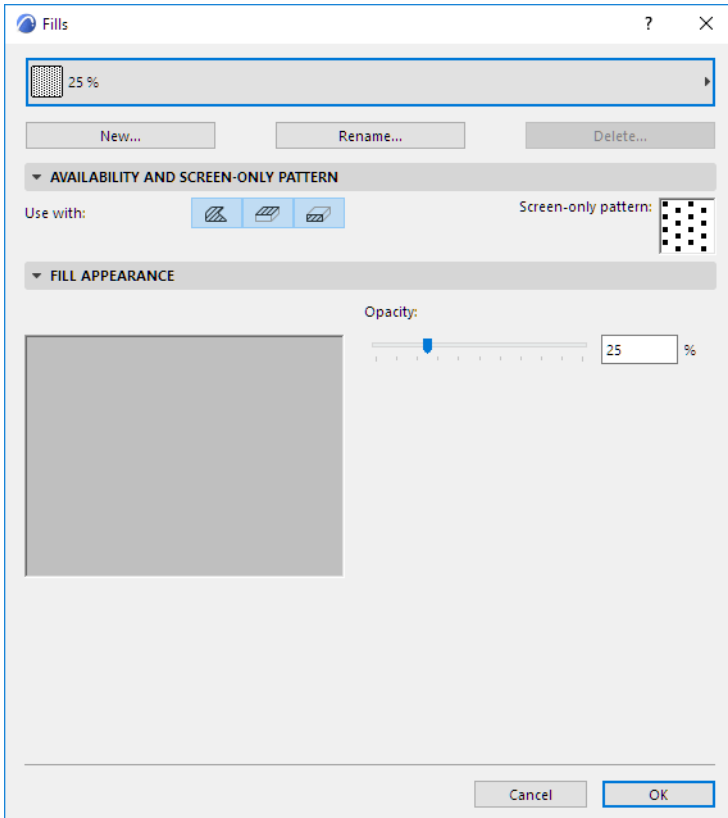 Fills
?
25 %
New...
Rename...
Delete...
AVAILABILITY AND SCREEN-ONLY PATTERN
Use with:
Screen-only pattern:
FILL APPEARANCE
Opacity:
25 %
Cancel
OK